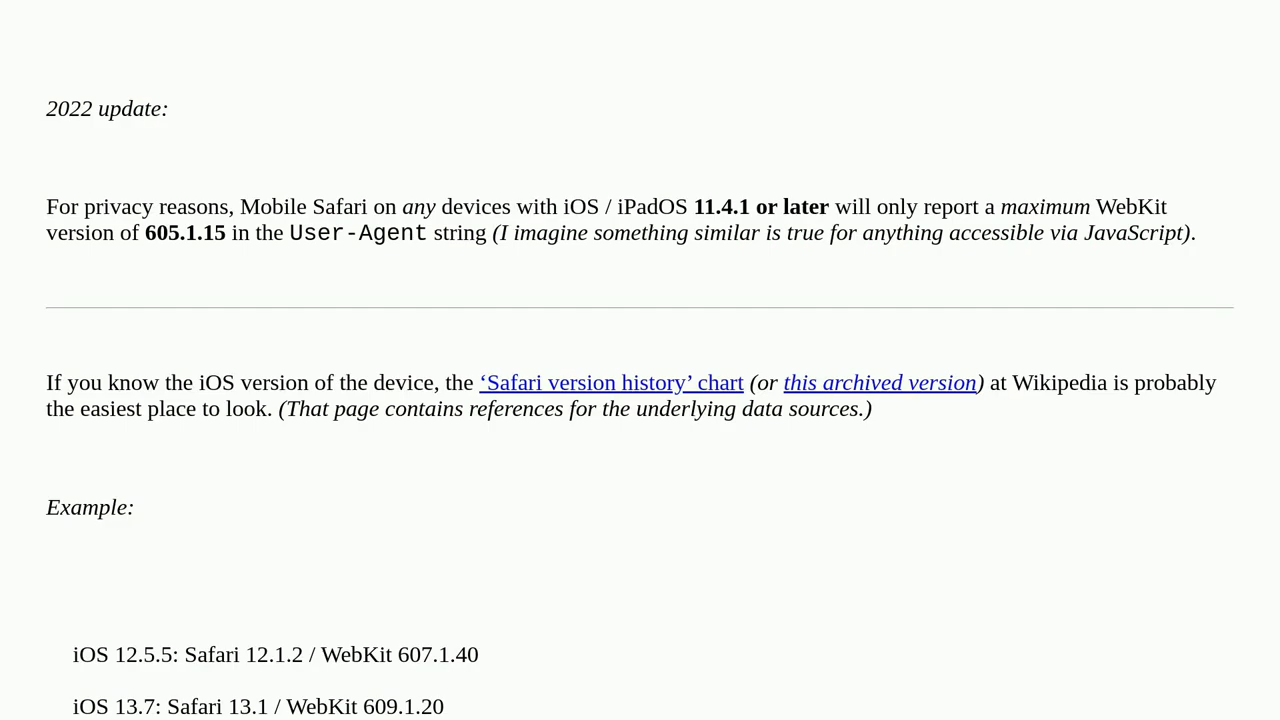 2022 update:
For privacy reasons, Mobile Safari on any devices with iOS / iPadOS 11.4.1 or later will only report a maximum WebKit
version of 605.1.15 in the User-Agent string (I imagine something similar is true for anything accessible via JavaScript).
If you know the iOS version of the device, the ‘Safari version history’ chart (or this archived version) at Wikipedia is probably
the easiest place to look. (That page contains references for the underlying data sources.)
Example:
iOS 12.5.5: Safari 12.1.2 / WebKit 607.1.40
iOS 13.7: Safari 13.1 / WebKit 609.1.20